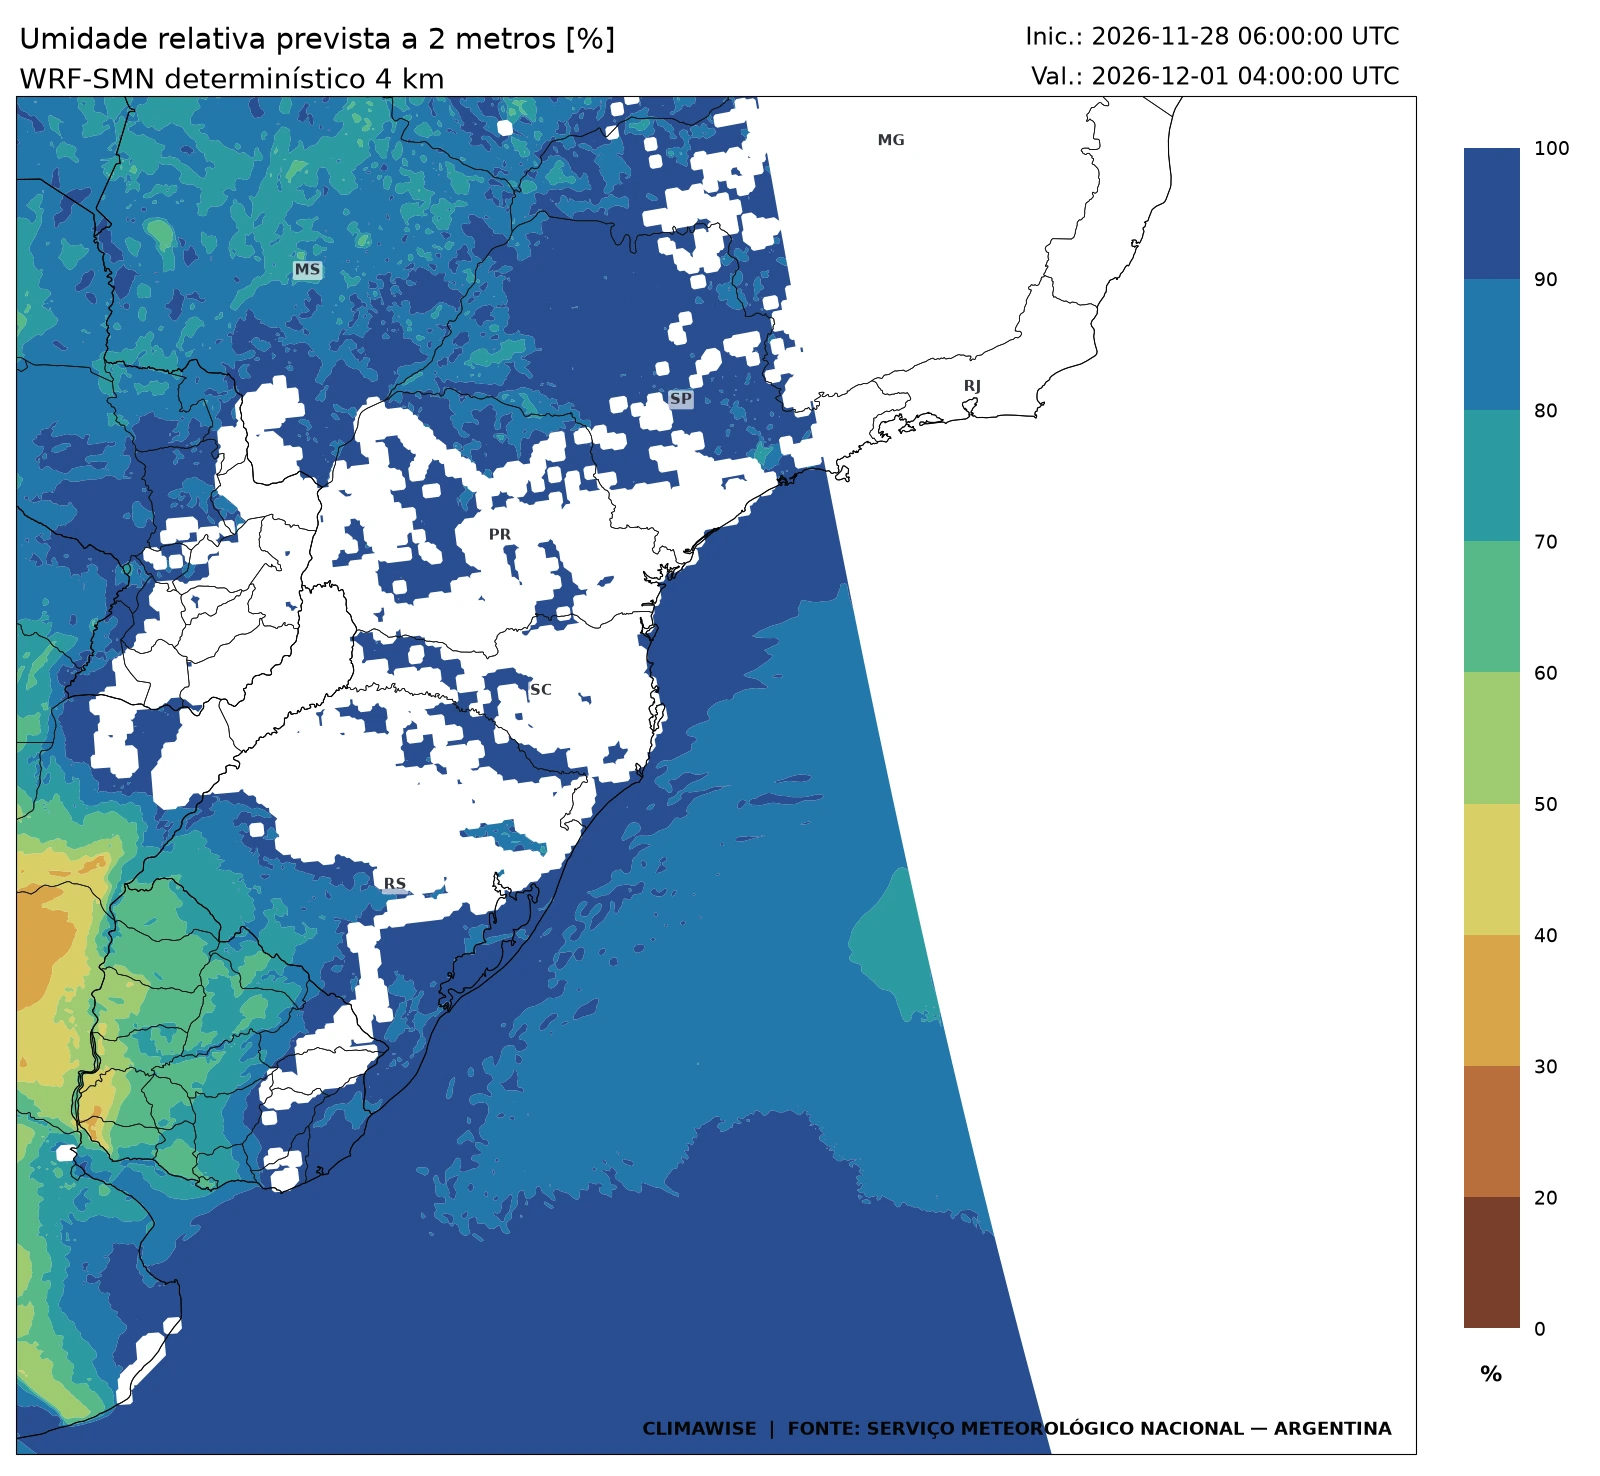 Umidade relativa prevista a 2 metros [%]
WRF-SMN determinístico 4 km
Inic.: 2026-11-28 06:00:00 UTC
Val.: 2026-12-01 04:00:00 UTC
MG
MS
RJ
SP
PR
SC
RS
100
90
80
70
60
50
40
30
20
0
%
CLIMAWISE | FONTE: SERVIÇO METEOROLÓGICO NACIONAL — ARGENTINA